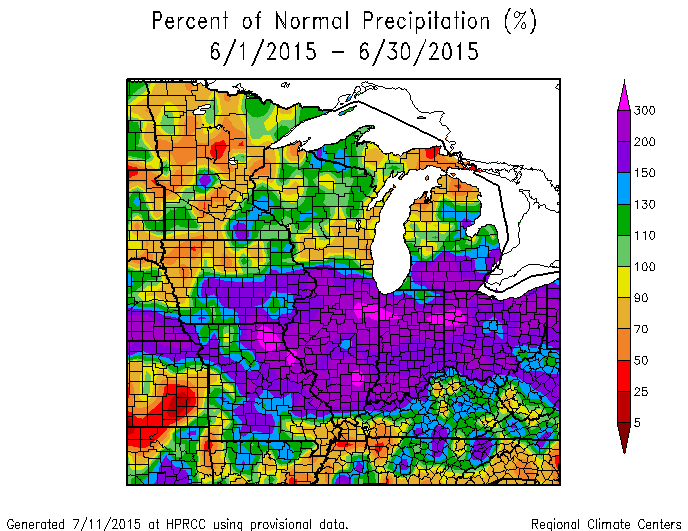 Percent of Normal Precipitation (%)
6/1/2015 – 6/30/2015
300
200
150
130
110
100
90
70
50
25
5
Generated 7/11/2015 at HPRCC using provisional data.
Regional Climate Centers